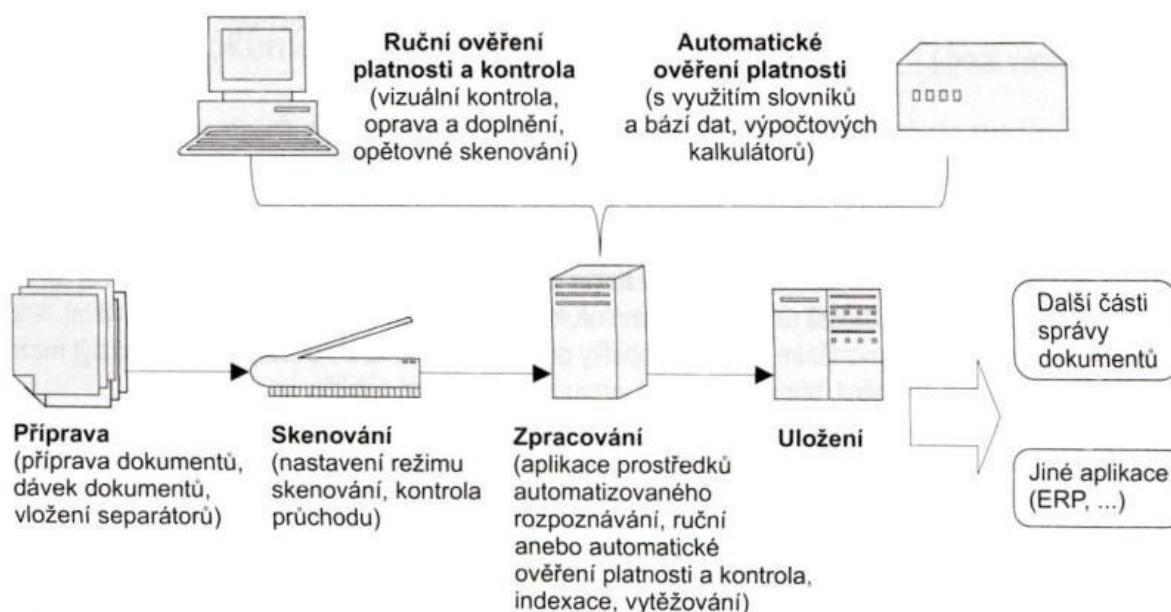 Ruční ověření
platnosti a kontrola
(vizuální kontrola,
oprava a doplnění,
opětovné skenování)
Automatické
ověření platnosti
(s využitím slovníků
a bází dat, výpočtových
kalkulátorů)
Příprava
(příprava dokumentů,
dávek dokumentů,
vložení separátorů)
Skenování
(nastavení režimu
skenování, kontrola
průchodu)
Zpracování
(aplikace prostředků
automatizovaného
rozpoznávání, ruční
anebo automatické
ověření platnosti a kontrola,
indexace, vytěžování)
Uložení
Další části
správy
dokumentů
Jiné aplikace
(ERP, ...)